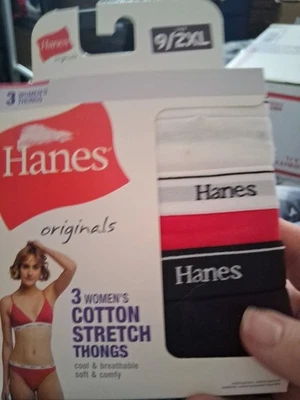 Hanes
9/2XL
3 WOMEN'S
THONGS
Hanes
originals
Hanes
Hanes
3 WOMEN'S
COTTON
STRETCH
THONGS
cool & breathable
soft & comfy